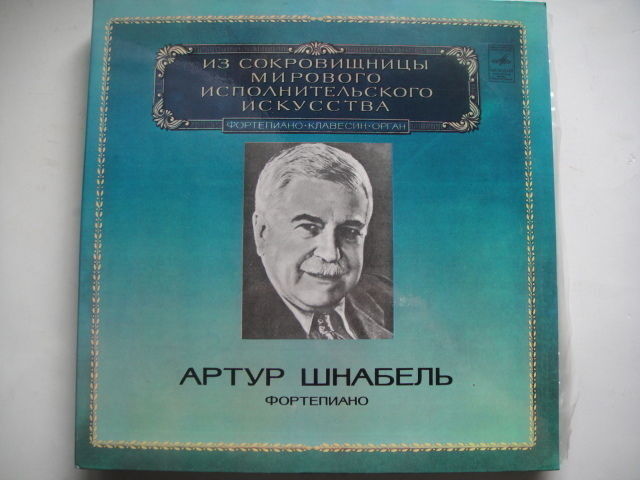 ИЗ СОКРОВИЩНИЦЫ
МИРОВОГО
ИСПОЛНИТЕЛЬСКОГО
ИСКУССТВА
ФОРТЕПИАНО•КЛАВЕСИН•ОРГАН
АРТУР ШНАБЕЛЬ
ФОРТЕПИАНО